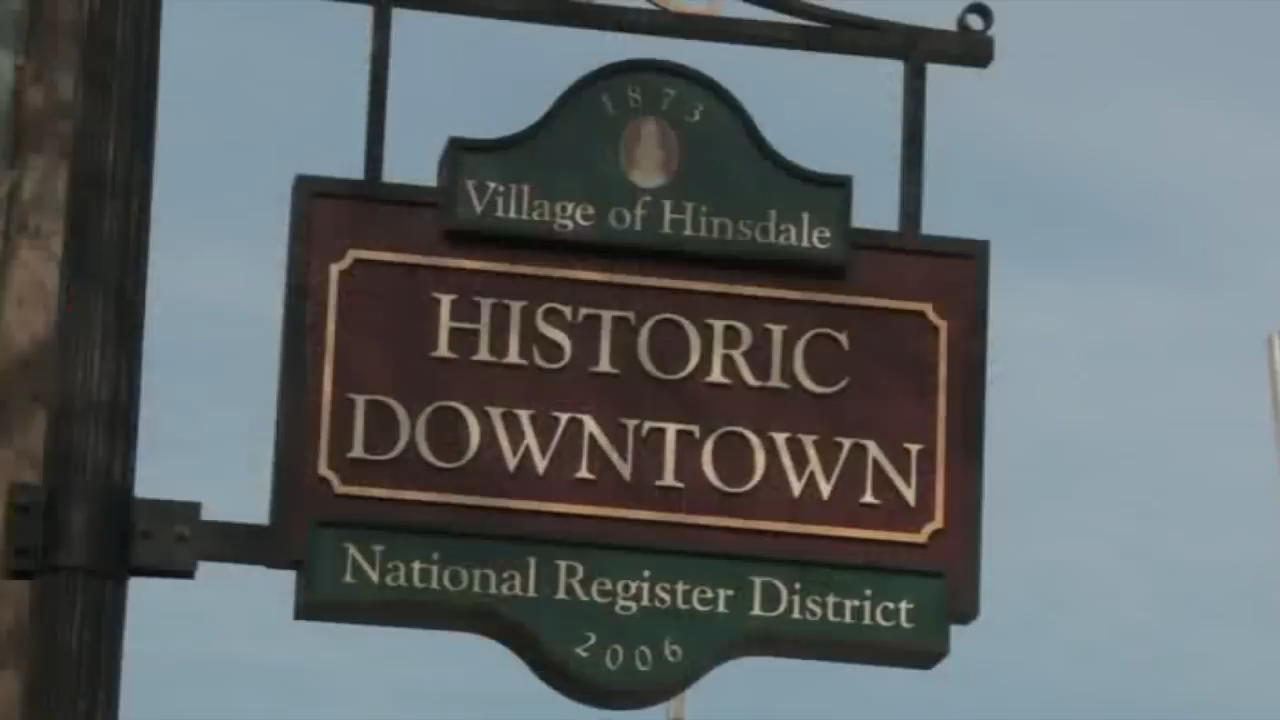 1873
Village of Hinsdale
HISTORIC
DOWNTOWN
National Register District
2006